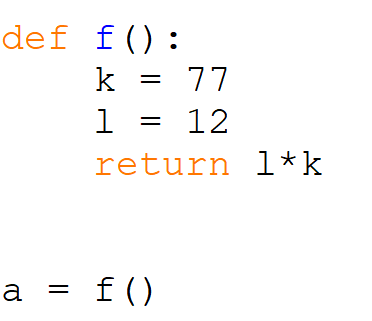 def f():
    k = 77
    l = 12
    return l*k
a = f()